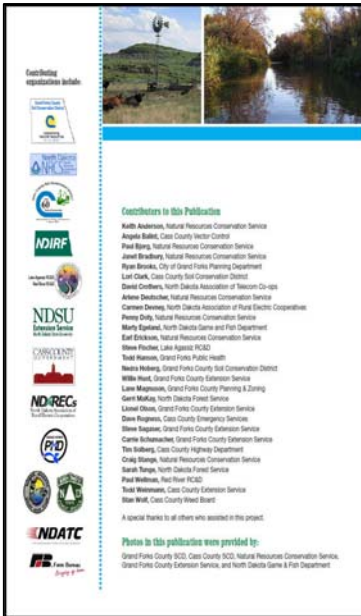 Contributing
organizations include:
NDIRF
NDSU
Extension Service
CASS COUNTY
GOVERNMENT
NDARECs
NDATC
Farm Bureau
Contributors to this Publication
Keith Anderson, Natural Resources Conservation Service
Angela Balint, Cass County Vector Control
Paul Bjorg, Natural Resources Conservation Service
Janet Bradbury, Natural Resources Conservation Service
Ryan Brooks, City of Grand Forks Planning Department
Lori Clark, Cass County Soil Conservation District
David Crothers, North Dakota Association of Telecom Co-ops
Arlene Deutscher, Natural Resources Conservation Service
Carmen Devney, North Dakota Association of Rural Electric Cooperatives
Penny Doty, Natural Resources Conservation Service
Marty Egeland, North Dakota Game and Fish Department
Earl Erickson, Natural Resources Conservation Service
Steve Fischer, Lake Agassiz RC&D
Todd Hanson, Grand Forks Public Health
Nedra Hoberg, Grand Forks County Soil Conservation District
Willie Huot, Grand Forks County Extension Service
Lane Magnuson, Grand Forks County Planning & Zoning
Gerri McKay, North Dakota Forest Service
Lionel Olson, Grand Forks County Extension Service
Dave Rogness, Cass County Emergency Services
Steve Sagaser, Grand Forks County Extension Service
Carrie Schumacher, Grand Forks County Extension Service
Tim Solberg, Cass County Highway Department
Craig Stange, Natural Resources Conservation Service
Sarah Tunge, North Dakota Forest Service
Paul Wellman, Red River RC&D
Todd Weinmann, Cass County Extension Service
Stan Wolf, Cass County Weed Board
A special thanks to all others who assisted in this project.
Photos in this publication were provided by:
Grand Forks County SCD, Cass County SCD, Natural Resources Conservation Service,
Grand Forks County Extension Service, and North Dakota Game & Fish Department